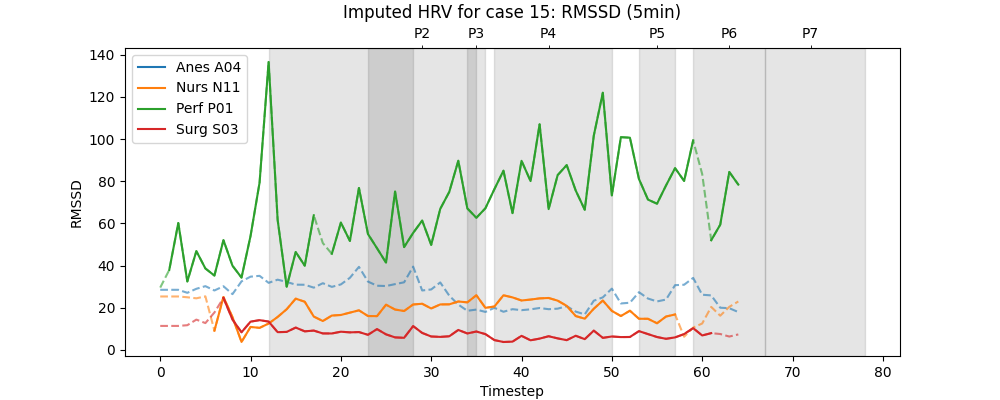 Imputed HRV for case 15: RMSSD (5min)
P2 P3 P4 P5 P6 P7
140
120
100
80
60
40
20
0
RMSSD
Anes A04
Nurs N11
Perf P01
Surg S03
0 10 20 30 40 50 60 70 80
Timestep